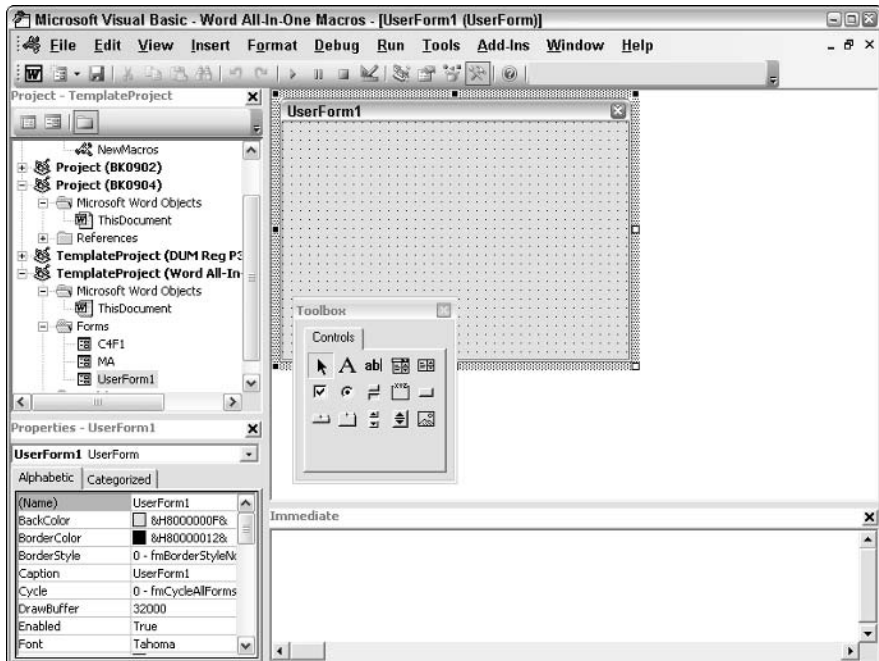 Microsoft Visual Basic - Word All-In-One Macros - [UserForm1 (UserForm)]
File Edit View Insert Format Debug Run Tools Add-Ins Window Help
Project - TemplateProject
NewMacros
Project (BK0902)
Project (BK0904)
Microsoft Word Objects
ThisDocument
References
TemplateProject (DUM Reg P3
TemplateProject (Word All-In-
Microsoft Word Objects
ThisDocument
Forms
C4F1
MA
UserForm1
Properties - UserForm1
UserForm1 UserForm
Alphabetic Categorized
(Name) UserForm1
BackColor &H8000000F&
BorderColor &H80000012&
BorderStyle 0 - fmBorderStyleNo
Caption UserForm1
Cycle 0 - fmCycleAllForms
DrawBuffer 32000
Enabled True
Font Tahoma
UserForm1
Toolbox
Controls
A ab|
XYZ
Immediate